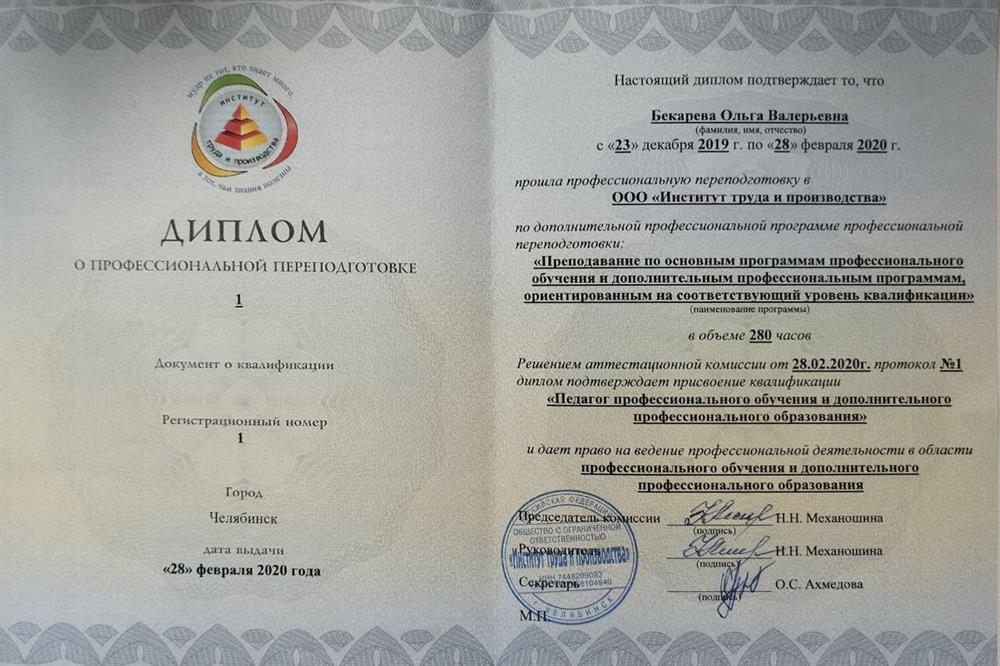 мудр не тот, кто знает много,
институт
труда и производства
а тот, чьи знания полезны
ДИПЛОМ
О ПРОФЕССИОНАЛЬНОЙ ПЕРЕПОДГОТОВКЕ
1
Документ о квалификации
Регистрационный номер
1
Город
Челябинск
дата выдачи
«28» февраля 2020 года
Настоящий диплом подтверждает то, что
Бекарева Ольга Валерьевна
(фамилия, имя, отчество)
с «23» декабря 2019 г. по «28» февраля 2020 г.
прошла профессиональную переподготовку в
ООО «Институт труда и производства»
по дополнительной профессиональной программе профессиональной
переподготовки:
«Преподавание по основным программам профессионального
обучения и дополнительным профессиональным программам,
ориентированным на соответствующий уровень квалификации»
(наименование программы)
в объеме 280 часов
Решением аттестационной комиссии от 28.02.2020г. протокол №1
диплом подтверждает присвоение квалификации
«Педагог профессионального обучения и дополнительного
профессионального образования»
и дает право на ведение профессиональной деятельности в области
профессионального обучения и дополнительного
профессионального образования
Председатель комиссии Н.Н. Механошина
(подпись)
Руководитель Н.Н. Механошина
(подпись)
Секретарь О.С. Ахмедова
(подпись)
М.П.
РОССИЙСКАЯ ФЕДЕРАЦИЯ
ОБЩЕСТВО С ОГРАНИЧЕННОЙ
ОТВЕТСТВЕННОСТЬЮ
«Институт труда и производства»
ИНН 7448209093
г. ЧЕЛЯБИНСК